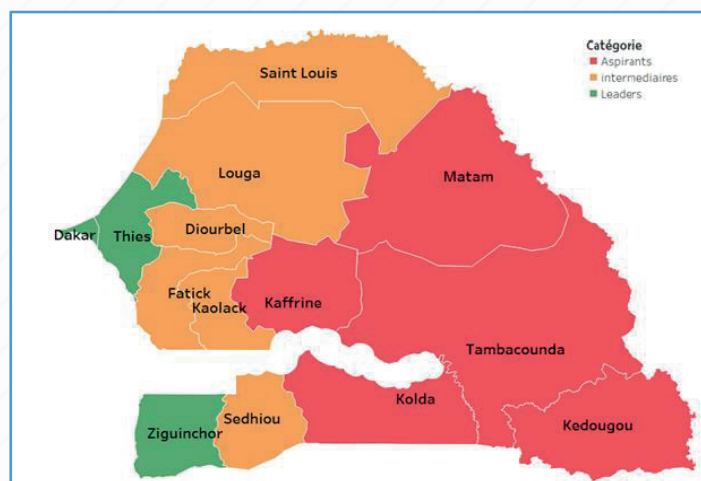 Catégorie
Aspirants
intermediaires
Leaders
Saint Louis
Louga
Matam
Dakar
Thies
Diourbel
Fatick
Kaolack
Kaffrine
Tambacounda
Kolda
Kedougou
Sedhiou
Ziguinchor